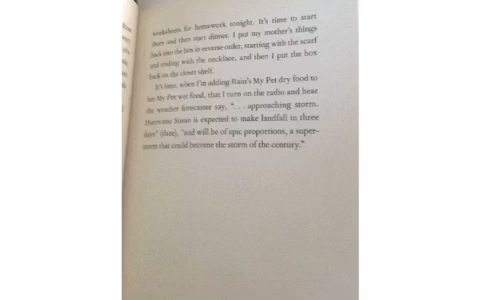 worksheets for homework tonight. It's time to start
them and then start dinner. I put my mother's things
back into the box in reverse order, starting with the scarf
and ending with the necklace, and then I put the box
back on the closet shelf.
It's later, when I'm adding Rain's My Pet dry food to
her My Pet wet food, that I turn on the radio and hear
the weather forecaster say, ". . . approaching storm.
Hurricane Susan is expected to make landfall in three
days" (daze), "and will be of epic proportions, a super-
storm that could become the storm of the century."